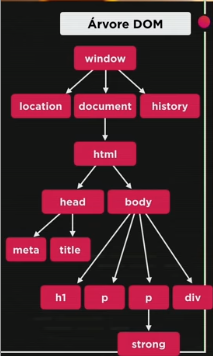 Árvore DOM
window
location document history
html
head body
meta title
h1 p p div
strong